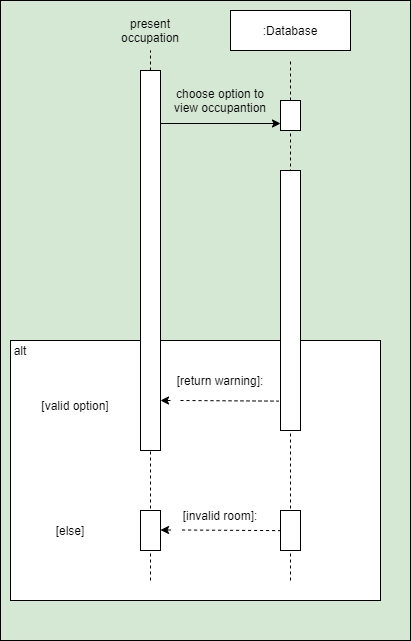 present
occupation
:Database
choose option to
view occupantion
alt
[return warning]:
[valid option]
[invalid room]:
[else]